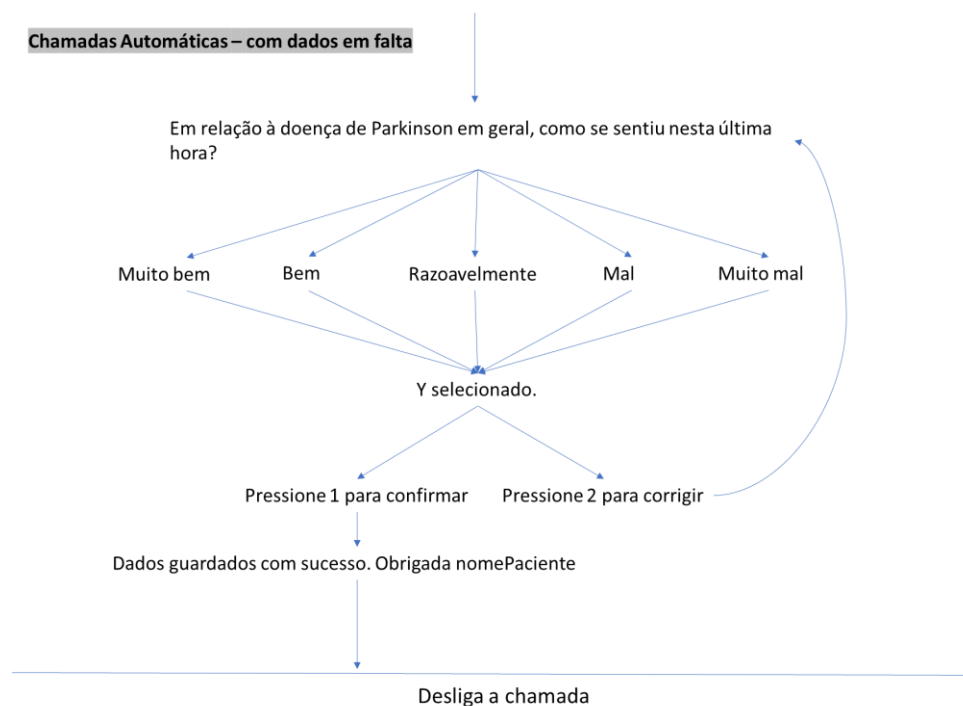 Chamadas Automáticas – com dados em falta
Em relação à doença de Parkinson em geral, como se sentiu nesta última
hora?
Muito bem
Bem
Razoavelmente
Mal
Muito mal
Y selecionado.
Pressione 1 para confirmar
Pressione 2 para corrigir
Dados guardados com sucesso. Obrigada nomePaciente
Desliga a chamada